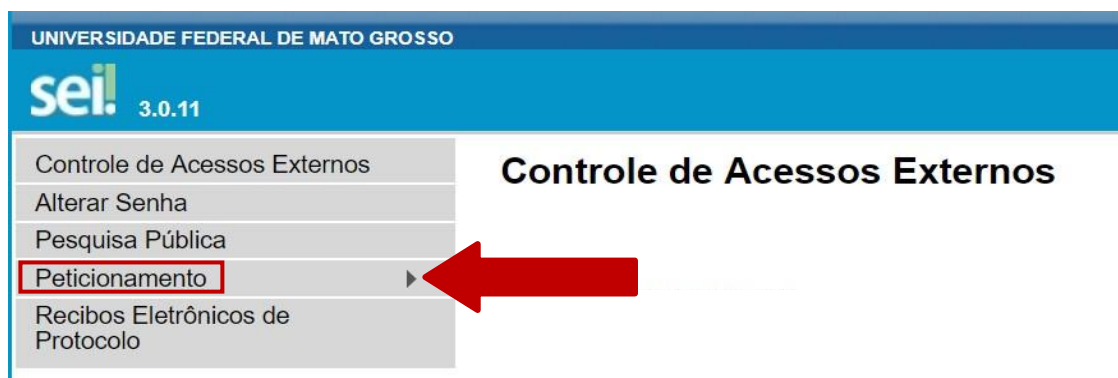 UNIVERSIDADE FEDERAL DE MATO GROSSO
sei! 3.0.11
Controle de Acessos Externos
Alterar Senha
Pesquisa Pública
Peticionamento
Recibos Eletrônicos de
Protocolo
Controle de Acessos Externos